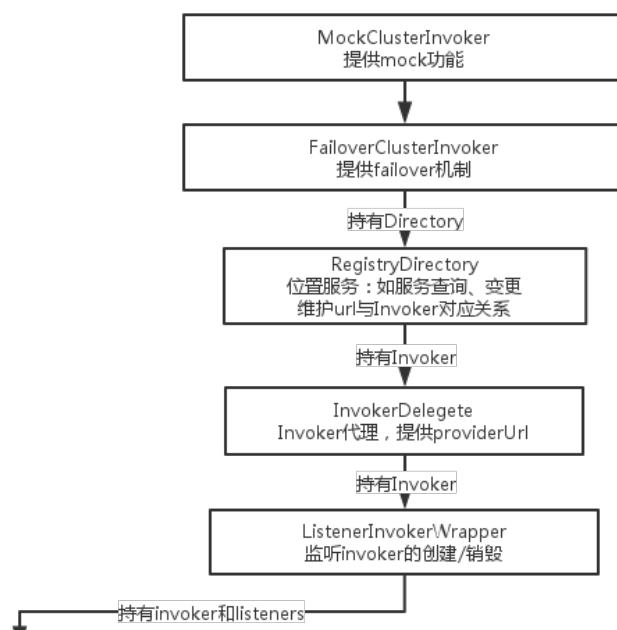 MockClusterInvoker
提供mock功能
FailoverClusterInvoker
提供failover机制
持有Directory
RegistryDirectory
位置服务：如服务查询、变更
维护url与Invoker对应关系
持有Invoker
InvokerDelegete
Invoker代理，提供providerUrl
持有Invoker
ListenerInvokerWrapper
监听invoker的创建/销毁
持有invoker和listeners